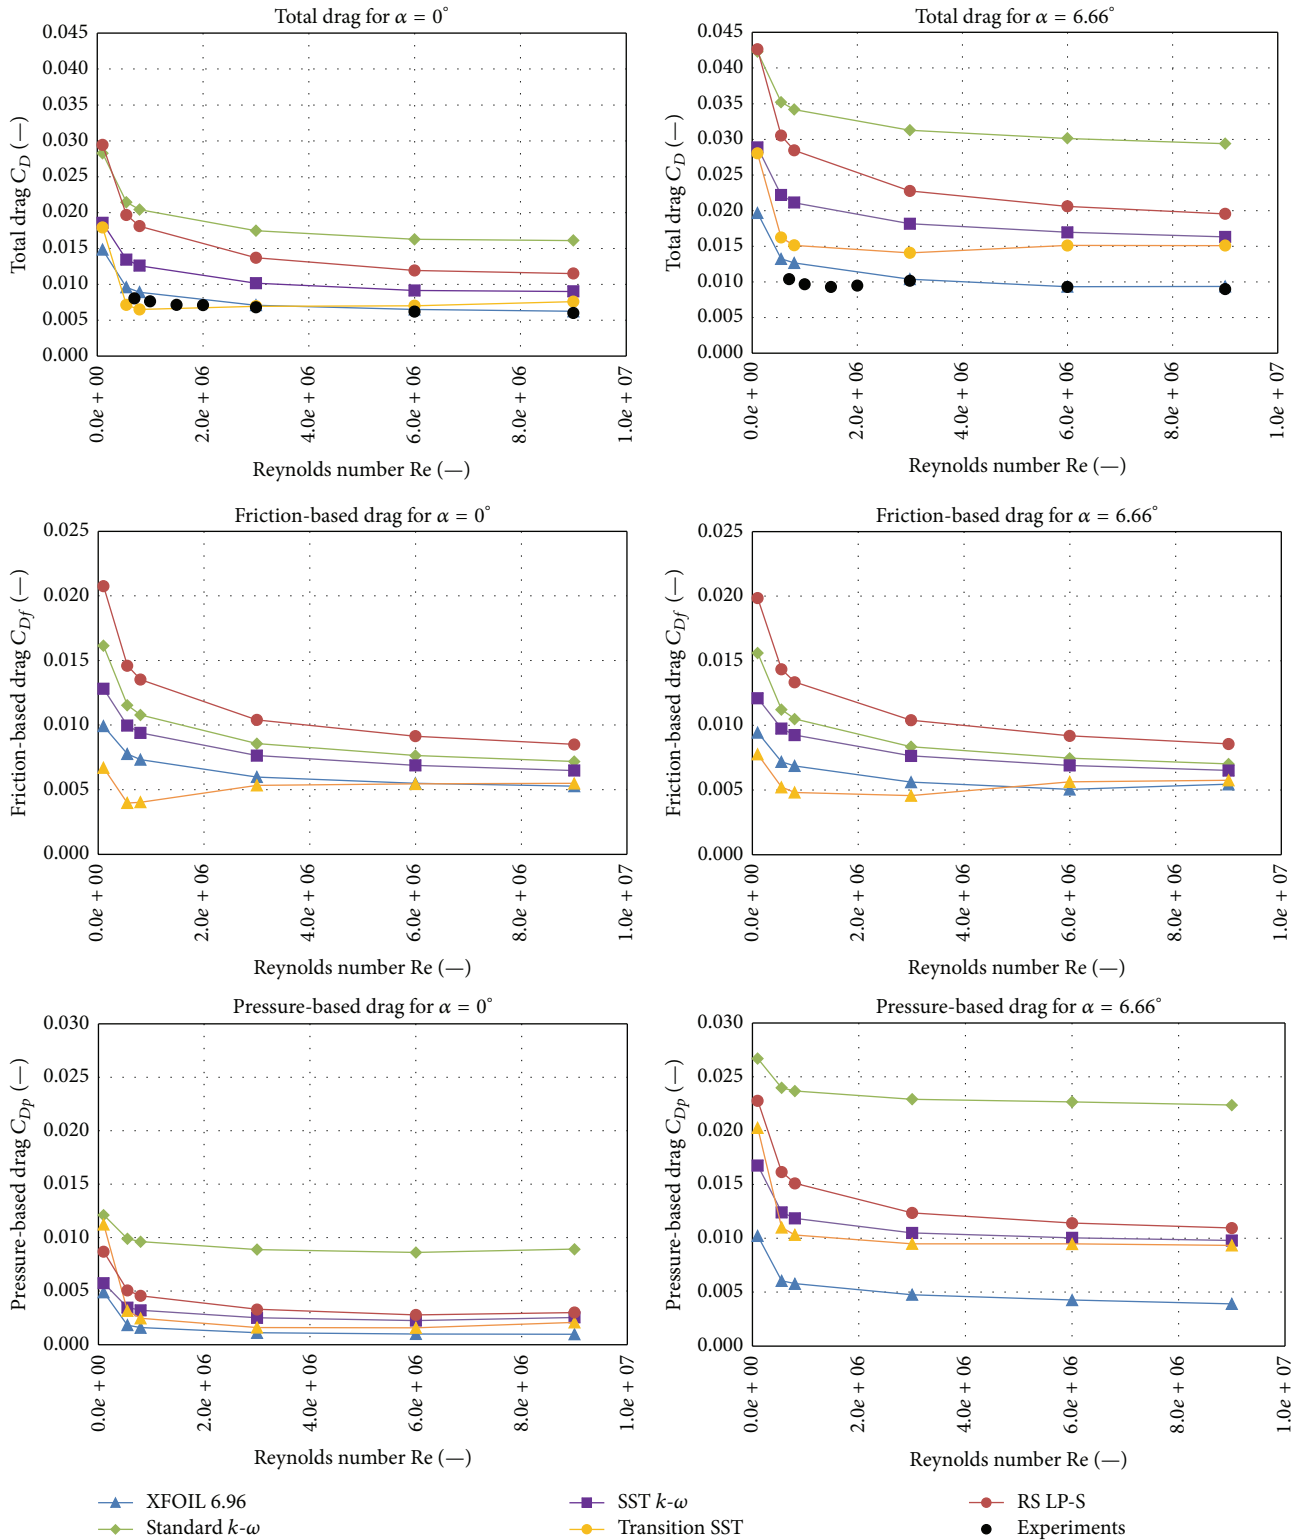 Total drag for α = 0°
Total drag C_D (—)
0.045
0.040
0.035
0.030
0.025
0.020
0.015
0.010
0.005
0.000
0.0e + 00
2.0e + 06
4.0e + 06
6.0e + 06
8.0e + 06
1.0e + 07
Reynolds number Re (—)
Total drag for α = 6.66°
Total drag C_D (—)
0.045
0.040
0.035
0.030
0.025
0.020
0.015
0.010
0.005
0.000
0.0e + 00
2.0e + 06
4.0e + 06
6.0e + 06
8.0e + 06
1.0e + 07
Reynolds number Re (—)
Friction-based drag for α = 0°
Friction-based drag C_Df (—)
0.025
0.020
0.015
0.010
0.005
0.000
0.0e + 00
2.0e + 06
4.0e + 06
6.0e + 06
8.0e + 06
1.0e + 07
Reynolds number Re (—)
Friction-based drag for α = 6.66°
Friction-based drag C_Df (—)
0.025
0.020
0.015
0.010
0.005
0.000
0.0e + 00
2.0e + 06
4.0e + 06
6.0e + 06
8.0e + 06
1.0e + 07
Reynolds number Re (—)
Pressure-based drag for α = 0°
Pressure-based drag C_Dp (—)
0.030
0.025
0.020
0.015
0.010
0.005
0.000
0.0e + 00
2.0e + 06
4.0e + 06
6.0e + 06
8.0e + 06
1.0e + 07
Reynolds number Re (—)
Pressure-based drag for α = 6.66°
Pressure-based drag C_Dp (—)
0.030
0.025
0.020
0.015
0.010
0.005
0.000
0.0e + 00
2.0e + 06
4.0e + 06
6.0e + 06
8.0e + 06
1.0e + 07
Reynolds number Re (—)
XFOIL 6.96
Standard k-ω
SST k-ω
Transition SST
RS LP-S
Experiments